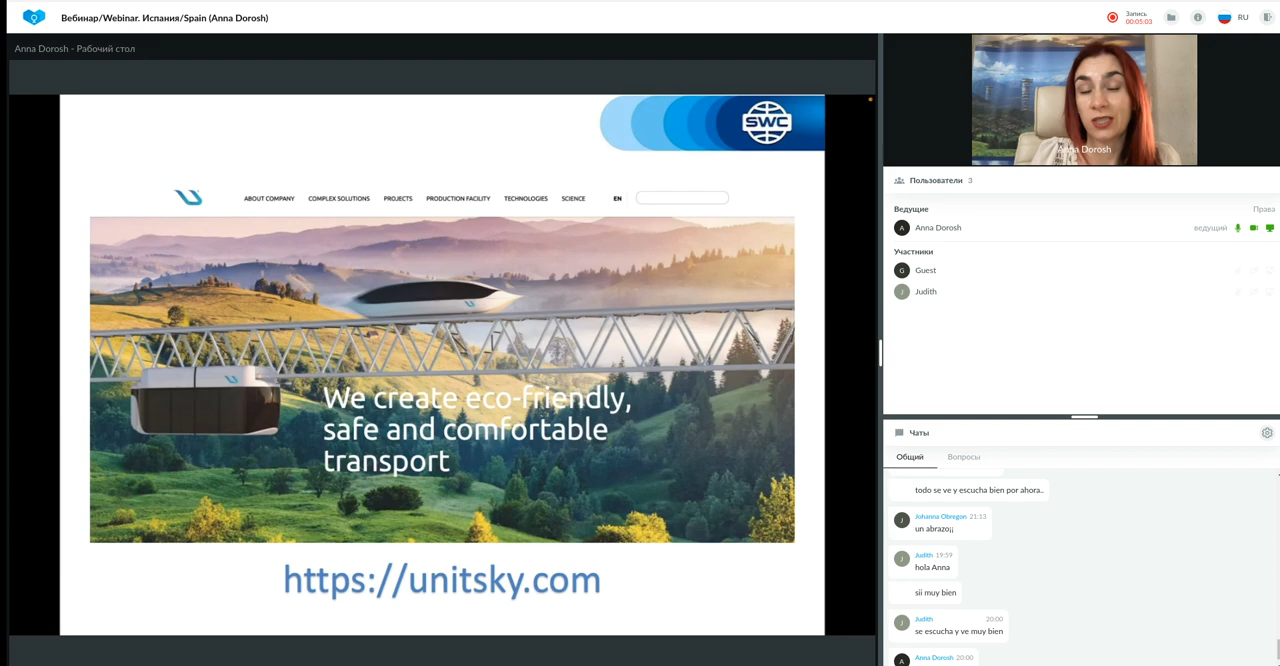 Вебинар/Webinar. Испания/Spain (Anna Dorosh)
Запись
00:05:03
RU
Anna Dorosh - Рабочий стол
SWC
ABOUT COMPANY COMPLEX SOLUTIONS PROJECTS PRODUCTION FACILITY TECHNOLOGIES SCIENCE EN
We create eco-friendly,
safe and comfortable
transport
https://unitsky.com
Anna Dorosh
Пользователи 3
Ведущие Права
A Anna Dorosh ведущий
Участники
G Guest
J Judith
Чаты
Общий Вопросы
todo se ve y escucha bien por ahora..
J Johanna Obregon 21:13
un abrazo¡¡
J Judith 19:59
hola Anna
sii muy bien
J Judith 20:00
se escucha y ve muy bien
A Anna Dorosh 20:00